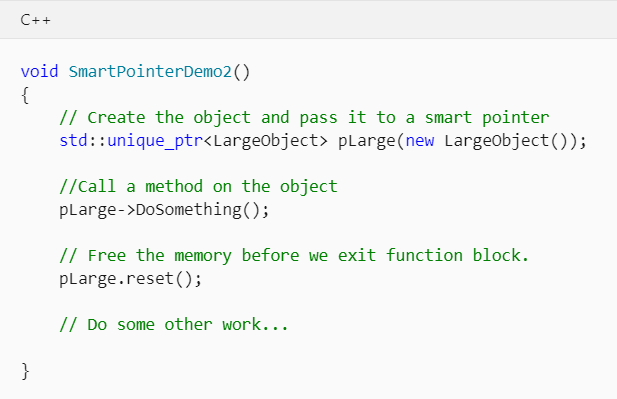 C++
void SmartPointerDemo2()
{
    // Create the object and pass it to a smart pointer
    std::unique_ptr<LargeObject> pLarge(new LargeObject());
    //Call a method on the object
    pLarge->DoSomething();
    // Free the memory before we exit function block.
    pLarge.reset();
    // Do some other work...
}